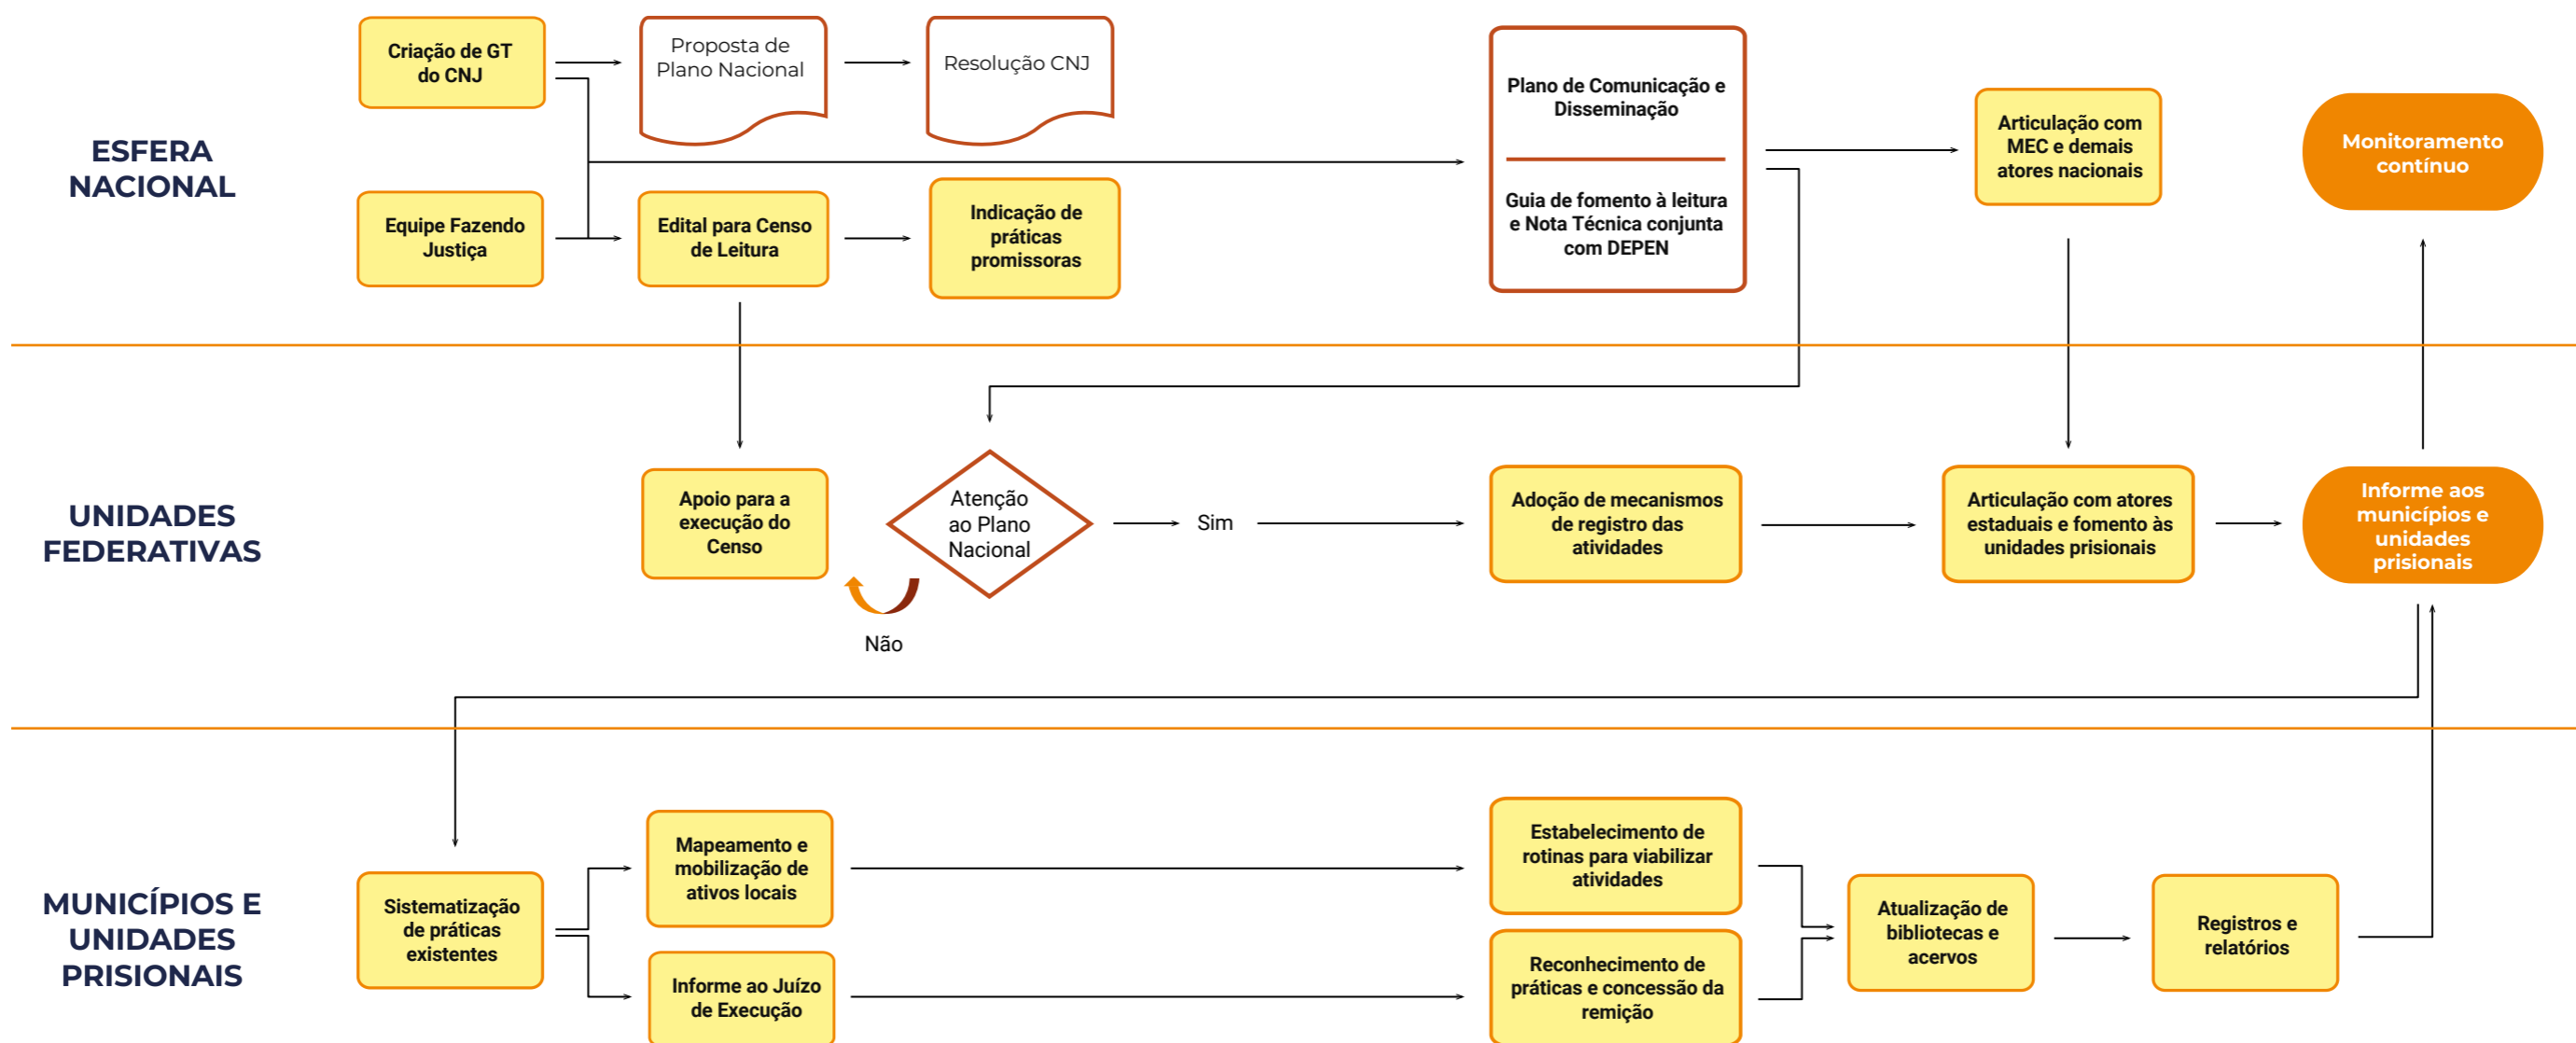 ESFERA
NACIONAL
Criação de GT
do CNJ
Proposta de
Plano Nacional
Resolução CNJ
Equipe Fazendo
Justiça
Edital para Censo
de Leitura
Indicação de
práticas
promissoras
Plano de Comunicação e
Disseminação
Guia de fomento à leitura
e Nota Técnica conjunta
com DEPEN
Articulação com
MEC e demais
atores nacionais
Monitoramento
contínuo
UNIDADES
FEDERATIVAS
Apoio para a
execução do
Censo
Atenção
ao Plano
Nacional
Sim
Não
Adoção de mecanismos
de registro das
atividades
Articulação com atores
estaduais e fomento às
unidades prisionais
Informe aos
municípios e
unidades
prisionais
MUNICÍPIOS E
UNIDADES
PRISIONAIS
Sistematização
de práticas
existentes
Mapeamento e
mobilização de
ativos locais
Informe ao Juízo
de Execução
Estabelecimento de
rotinas para viabilizar
atividades
Reconhecimento de
práticas e concessão da
remição
Atualização de
bibliotecas e
acervos
Registros e
relatórios